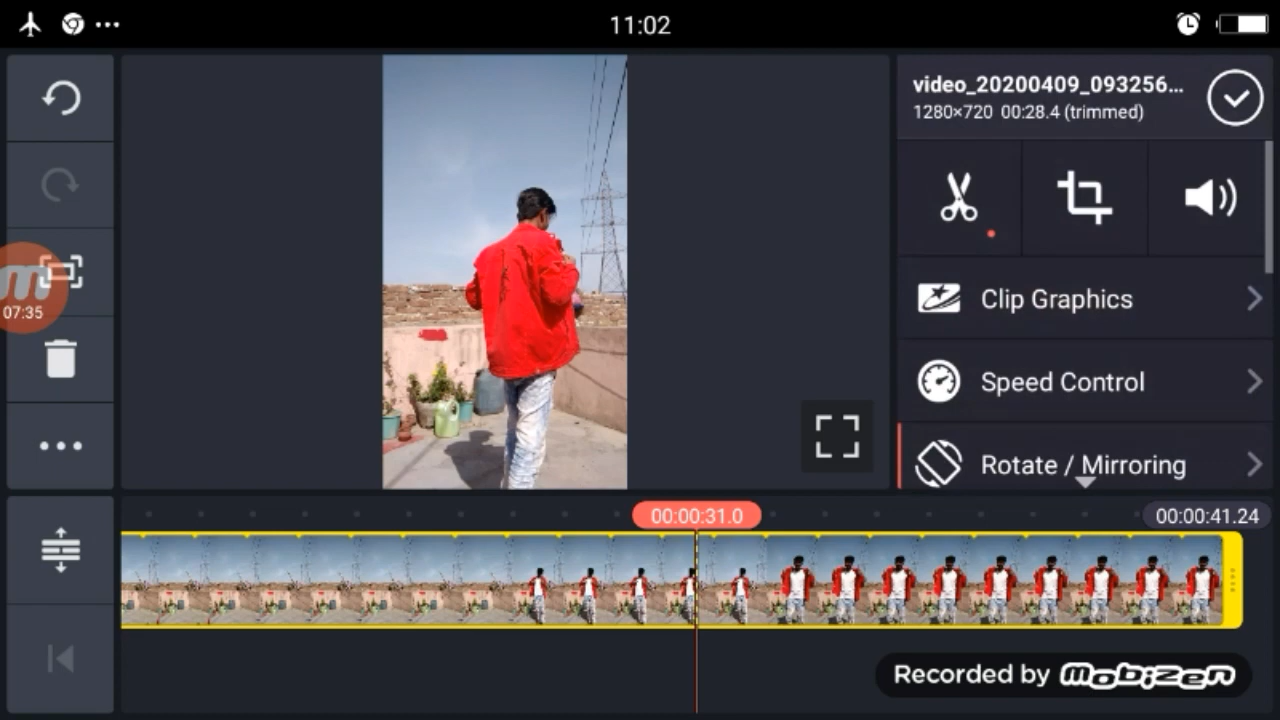 11:02
video_20200409_093256...
1280×720 00:28.4 (trimmed)
07:35
Clip Graphics
Speed Control
Rotate / Mirroring
00:00:31.0
00:00:41.24
Recorded by mobizen